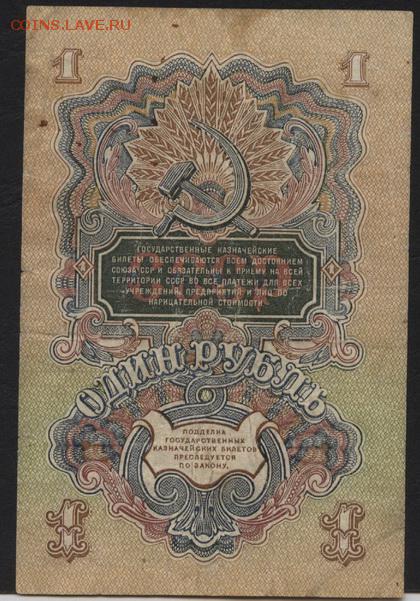 COINS.LAVE.RU
1 1
ГОСУДАРСТВЕННЫЕ КАЗНАЧЕЙСКИЕ
БИЛЕТЫ ОБЕСПЕЧИВАЮТСЯ ВСЕМ ДОСТОЯНИЕМ
СОЮЗА ССР И ОБЯЗАТЕЛЬНЫ К ПРИЕМУ НА ВСЕЙ
ТЕРРИТОРИИ СССР ВО ВСЕ ПЛАТЕЖИ ДЛЯ ВСЕХ
УЧРЕЖДЕНИЙ, ПРЕДПРИЯТИЙ И ЛИЦ ПО
НАРИЦАТЕЛЬНОЙ СТОИМОСТИ
1 1
ОДИН РУБЛЬ
ПОДДЕЛКА
ГОСУДАРСТВЕННЫХ
КАЗНАЧЕЙСКИХ БИЛЕТОВ
ПРЕСЛЕДУЕТСЯ
ПО ЗАКОНУ.
1 1